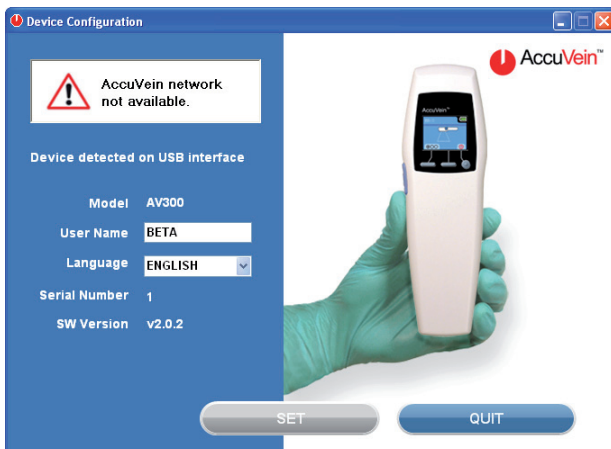 Device Configuration
AccuVein™
AccuVein network
not available.
AccuVein™
Device detected on USB interface
Model AV300
User Name BETA
Language ENGLISH
Serial Number 1
SW Version v2.0.2
SET QUIT